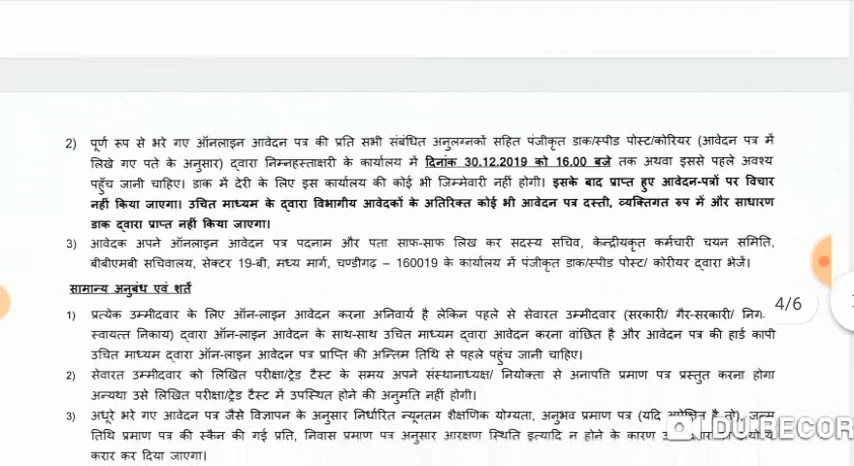 2) पूर्ण रूप से भरे गए ऑनलाइन आवेदन पत्र की प्रति सभी संबंधित अनुलग्नकों सहित पंजीकृत डाक/स्पीड पोस्ट/कोरियर (आवेदन पत्र में
लिखे गए पते के अनुसार) द्वारा निम्नहस्ताक्षरी के कार्यालय में दिनांक 30.12.2019 को 16.00 बजे तक अथवा इससे पहले अवश्य
पहुँच जानी चाहिए। डाक में देरी के लिए इस कार्यालय की कोई भी जिम्मेवारी नहीं होगी। इसके बाद प्राप्त हुए आवेदन-पत्रों पर विचार
नहीं किया जाएगा। उचित माध्यम के द्वारा विभागीय आवेदकों के अतिरिक्त कोई भी आवेदन पत्र दस्ती, व्यक्तिगत रुप में और साधारण
डाक द्वारा प्राप्त नहीं किया जाएगा।
3) आवेदक अपने ऑनलाइन आवेदन पत्र पदनाम और पता साफ-साफ लिख कर सदस्य सचिव, केन्द्रीयकृत कर्मचारी चयन समिति,
बीबीएमबी सचिवालय, सेक्टर 19-बी, मध्य मार्ग, चण्डीगढ़ – 160019 के कार्यालय में पंजीकृत डाक/स्पीड पोस्ट/ कोरीयर द्वारा भेजें।
सामान्य अनुबंध एवं शर्तें
4/6
1) प्रत्येक उम्मीदवार के लिए ऑन-लाइन आवेदन करना अनिवार्य है लेकिन पहले से सेवारत उम्मीदवार (सरकारी/ गैर-सरकारी/
स्वायत्त निकाय) द्वारा ऑन-लाइन आवेदन के साथ-साथ उचित माध्यम द्वारा आवेदन करना वांछित है और आवेदन पत्र की हार्ड कापी
उचित माध्यम द्वारा ऑन-लाइन आवेदन पत्र प्राप्ति की अन्तिम तिथि से पहले पहुंच जानी चाहिए।
2) सेवारत उम्मीदवार को लिखित परीक्षा/ट्रेड टैस्ट के समय अपने संस्थानाध्यक्ष/ नियोक्ता से अनापति प्रमाण पत्र प्रस्तुत करना होगा
अन्यथा उसे लिखित परीक्षा/ट्रेड टैस्ट में उपस्थित होने की अनुमति नहीं होगी।
3) अधूरे भरे गए आवेदन पत्र जैसे विज्ञापन के अनुसार निर्धारित न्यूनतम शैक्षणिक योग्यता, अनुभव प्रमाण पत्र (यदि अपेक्षित है तो), जन्म
तिथि प्रमाण पत्र की स्कैन की गई प्रति, निवास प्रमाण पत्र अनुसार आरक्षण स्थिति इत्यादि न होने के कारण
DU RECOR
करार कर दिया जाएगा।